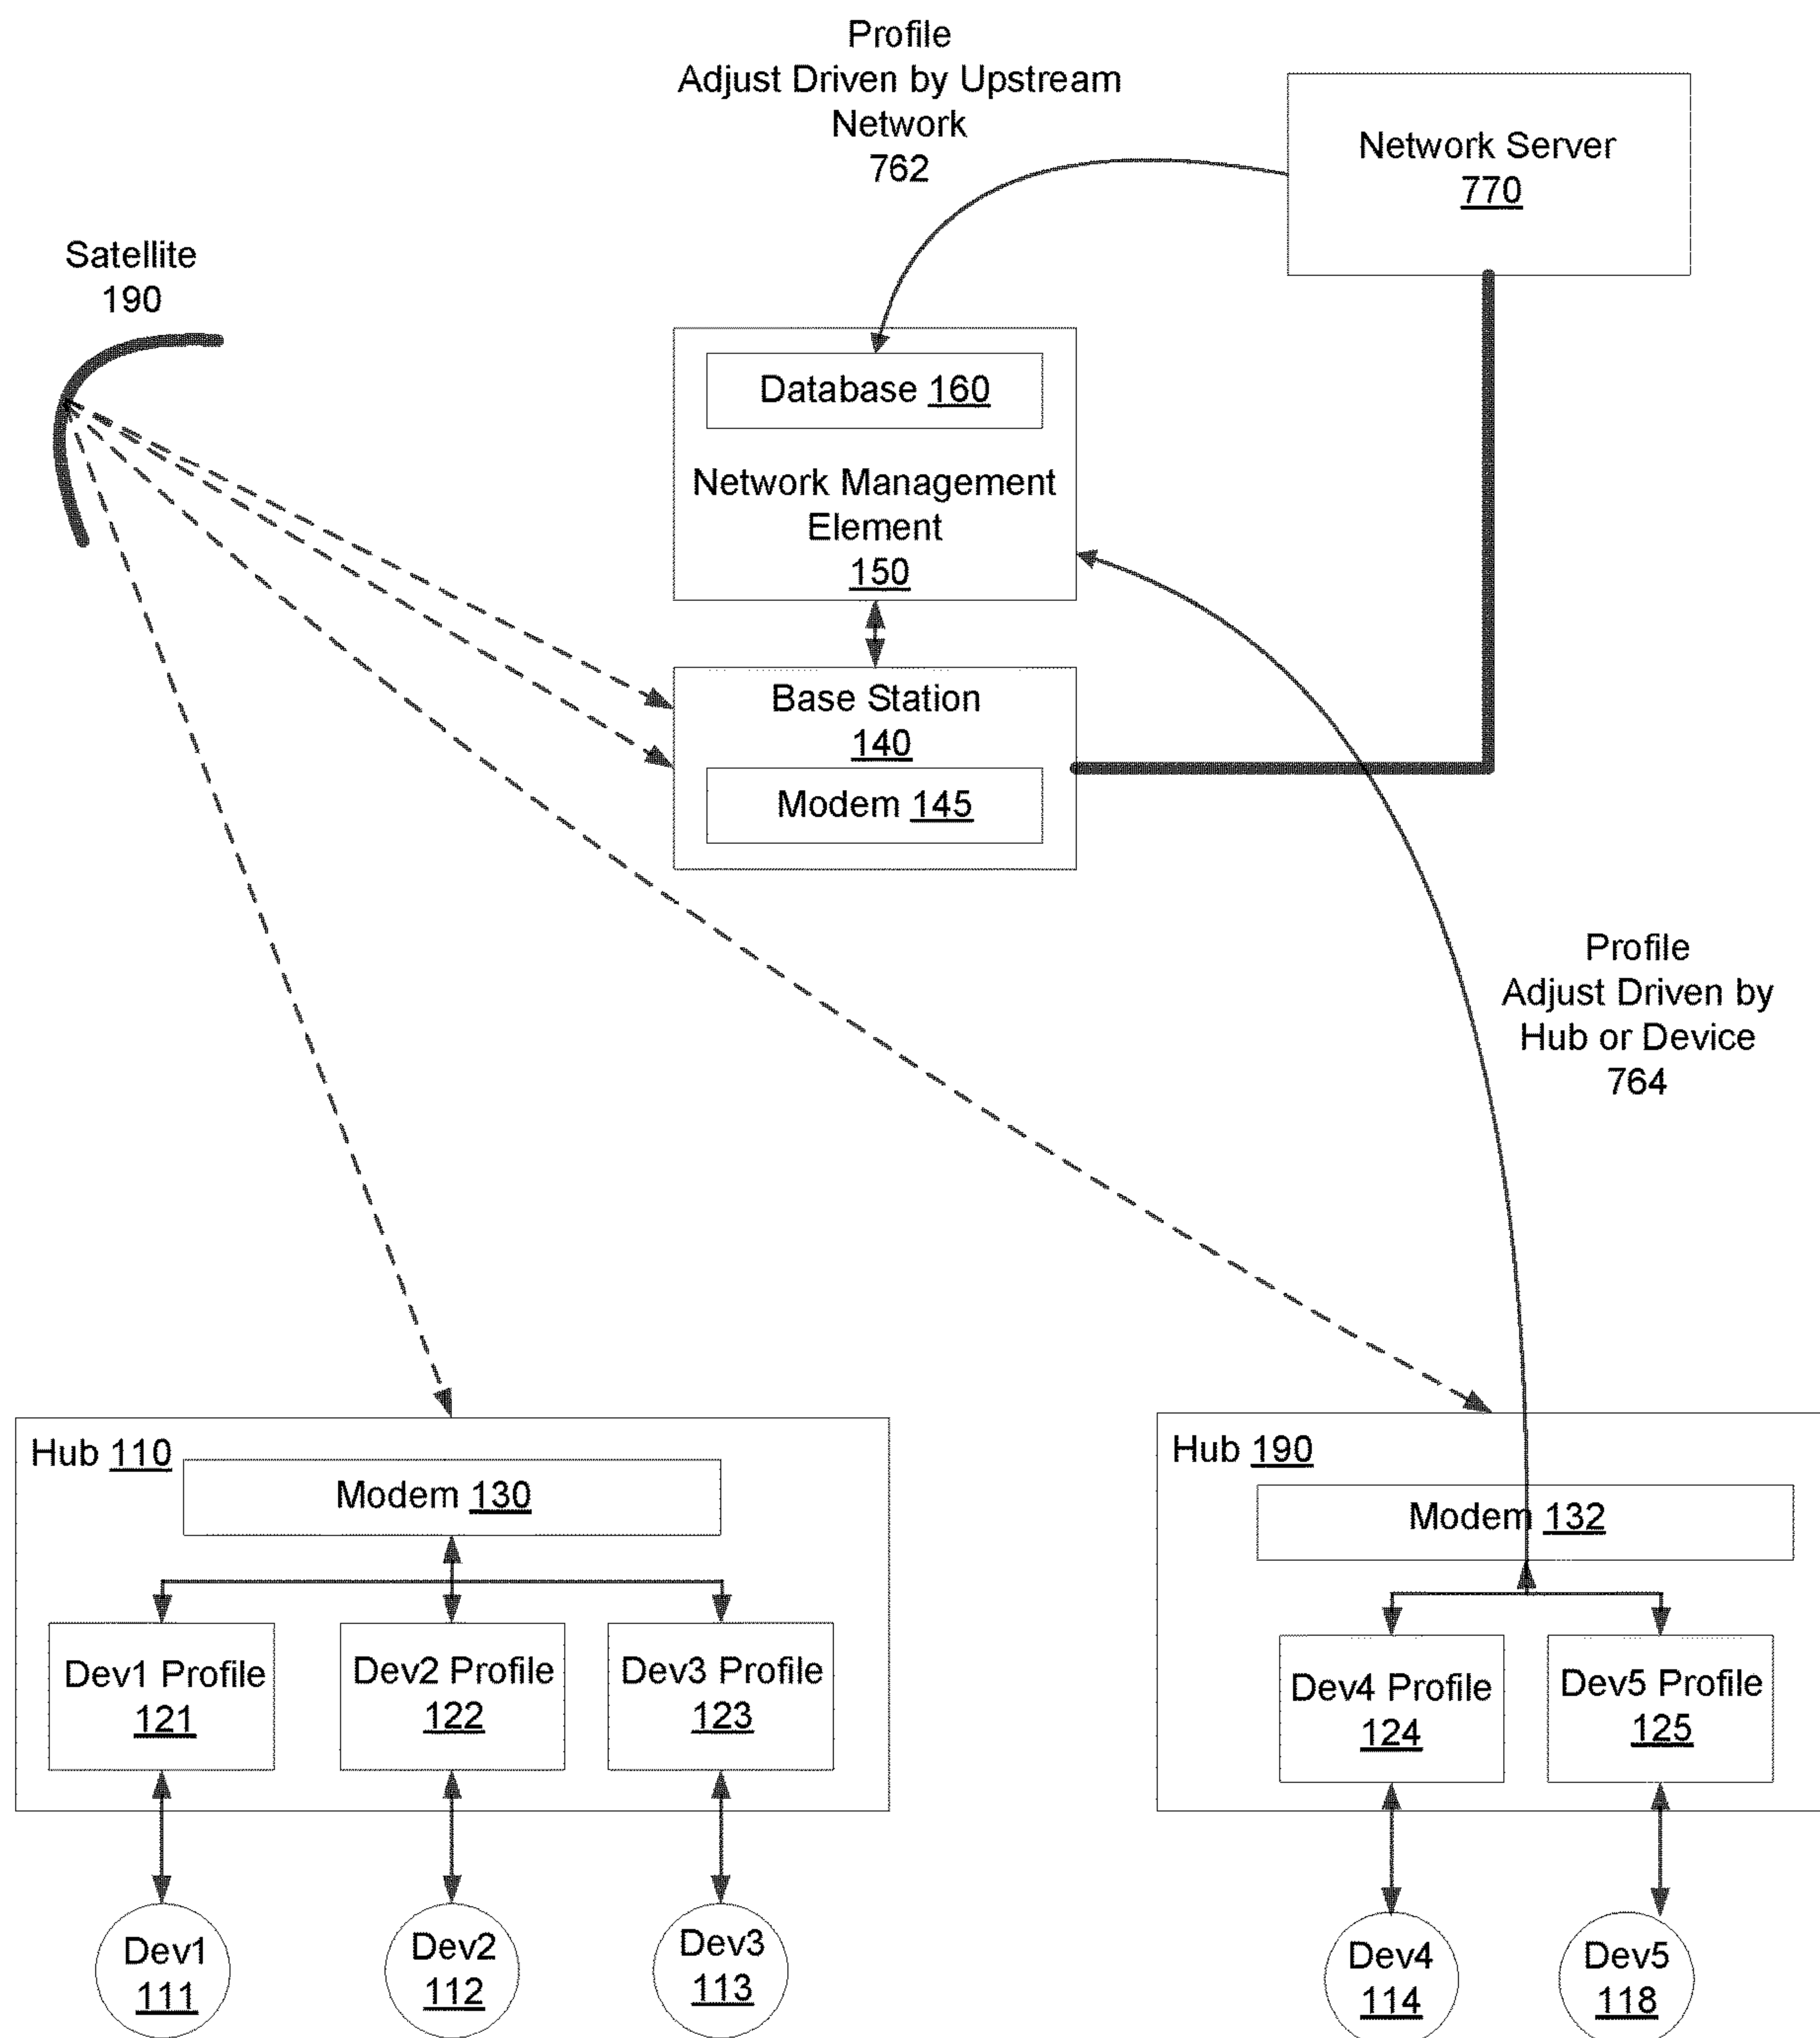 Profile
Adjust Driven by Upstream
Network
762
Network Server
770
Satellite
190
Database 160
Network Management
Element
150
Base Station
140
Modem 145
Profile
Adjust Driven by
Hub or Device
764
Hub 110
Modem 130
Dev1 Profile
121
Dev2 Profile
122
Dev3 Profile
123
Dev1
111
Dev2
112
Dev3
113
Hub 190
Modem 132
Dev4 Profile
124
Dev5 Profile
125
Dev4
114
Dev5
118